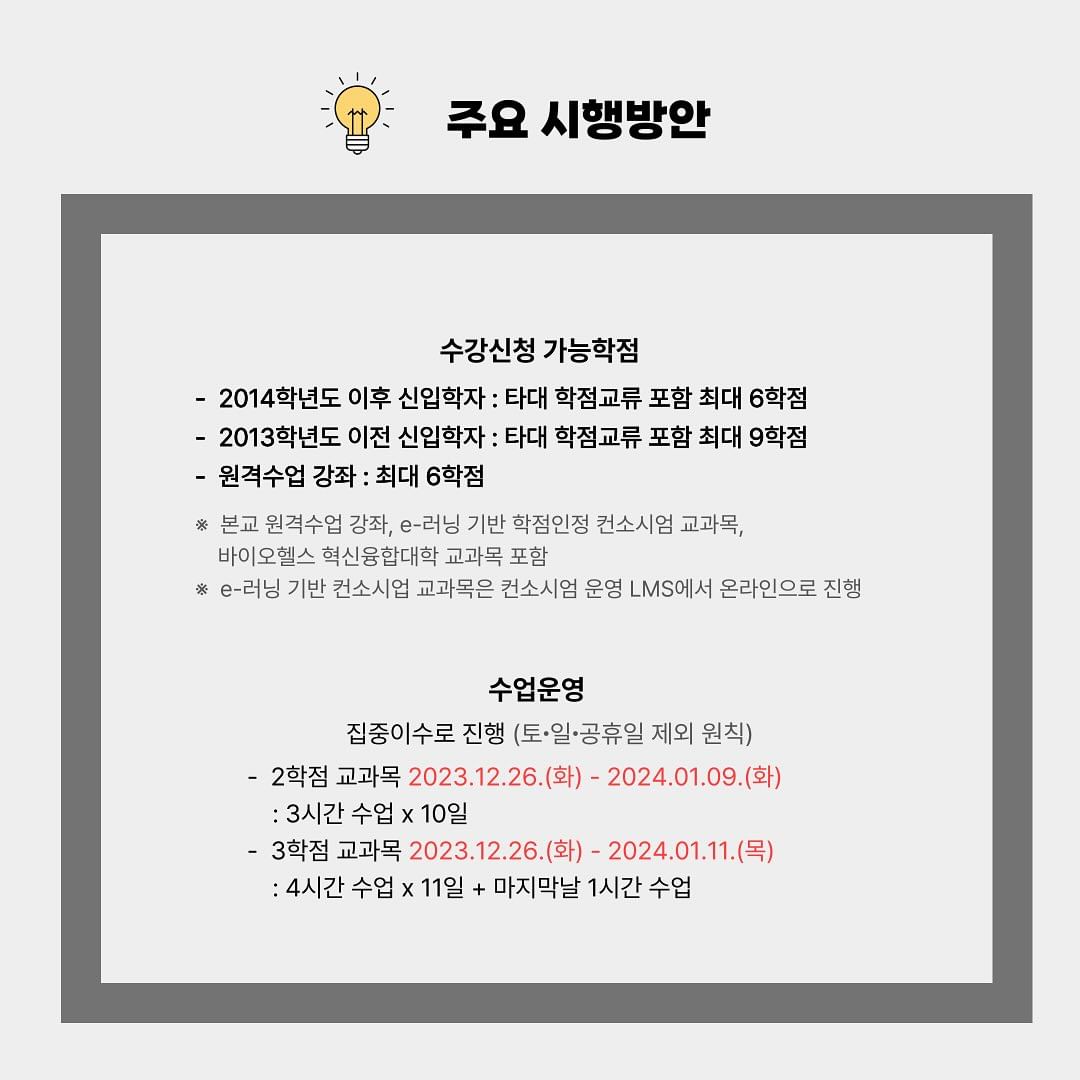 주요 시행방안
수강신청 가능학점
- 2014학년도 이후 신입학자 : 타대 학점교류 포함 최대 6학점
- 2013학년도 이전 신입학자 : 타대 학점교류 포함 최대 9학점
- 원격수업 강좌 : 최대 6학점
※ 본교 원격수업 강좌, e-러닝 기반 학점인정 컨소시엄 교과목,
바이오헬스 혁신융합대학 교과목 포함
※ e-러닝 기반 컨소시업 교과목은 컨소시엄 운영 LMS에서 온라인으로 진행
수업운영
집중이수로 진행 (토•일•공휴일 제외 원칙)
- 2학점 교과목 2023.12.26.(화) - 2024.01.09.(화)
: 3시간 수업 x 10일
- 3학점 교과목 2023.12.26.(화) - 2024.01.11.(목)
: 4시간 수업 x 11일 + 마지막날 1시간 수업